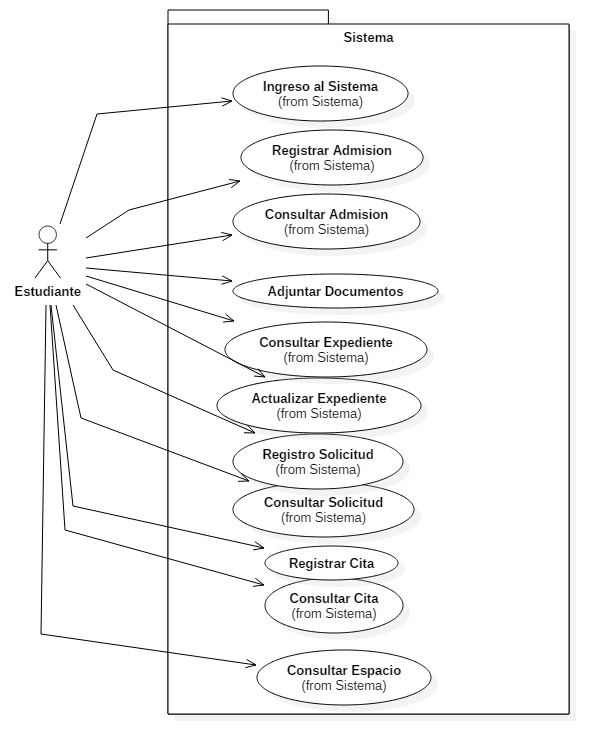 Sistema
Ingreso al Sistema
(from Sistema)
Registrar Admision
(from Sistema)
Consultar Admision
(from Sistema)
Estudiante
Adjuntar Documentos
Consultar Expediente
(from Sistema)
Actualizar Expediente
(from Sistema)
Registro Solicitud
(from Sistema)
Consultar Solicitud
(from Sistema)
Registrar Cita
Consultar Cita
(from Sistema)
Consultar Espacio
(from Sistema)